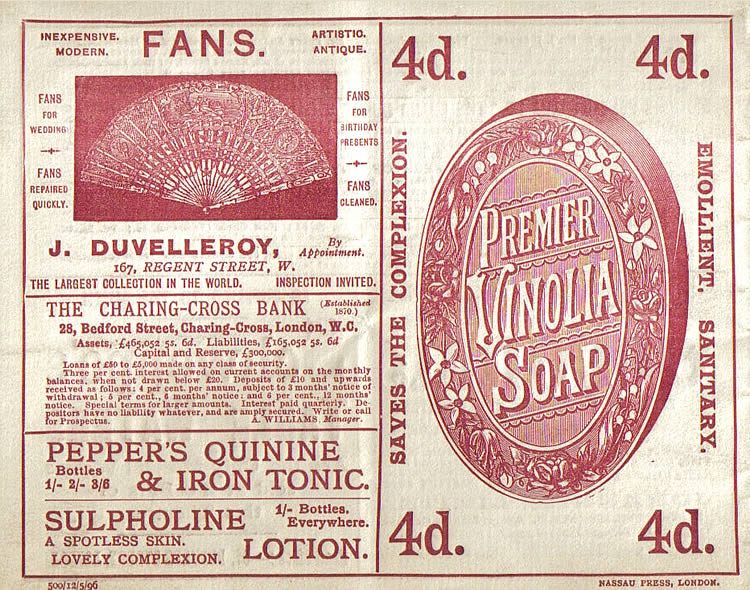 INEXPENSIVE.
MODERN.
FANS.
ARTISTIC.
ANTIQUE.
FANS
FOR
WEDDING
FANS
REPAIRED
QUICKLY.
FANS
FOR
BIRTHDAY
PRESENTS
FANS
CLEANED.
J. DUVELLEROY,
By
Appointment.
167, REGENT STREET, W.
THE LARGEST COLLECTION IN THE WORLD. INSPECTION INVITED.
THE CHARING-CROSS BANK
(Established
1870.)
28, Bedford Street, Charing-Cross, London, W.C.
Assets, £465,052 5s. 6d. Liabilities, £165,052 5s. 6d
Capital and Reserve, £300,000.
Loans of £50 to £5,000 made on any class of security.
Three per cent. interest allowed on current accounts on the monthly
balances, when not drawn below £20. Deposits of £10 and upwards
received as follows: 4 per cent. per annum, subject to 3 months' notice of
withdrawal; 5 per cent., 6 months' notice; and 6 per cent., 12 months'
notice. Special terms for larger amounts. Interest paid quarterly. De-
positors have no liability whatever, and are amply secured. Write or call
for Prospectus. A. WILLIAMS, Manager.
PEPPER'S QUININE
Bottles
1/- 2/- 3/6
& IRON TONIC.
SULPHOLINE
1/- Bottles.
Everywhere.
A SPOTLESS SKIN.
LOVELY COMPLEXION.
LOTION.
500/12/5/96
4d.
4d.
SAVES THE COMPLEXION.
PREMIER
VINOLIA
SOAP
EMOLLIENT. SANITARY.
4d.
4d.
NASSAU PRESS, LONDON.